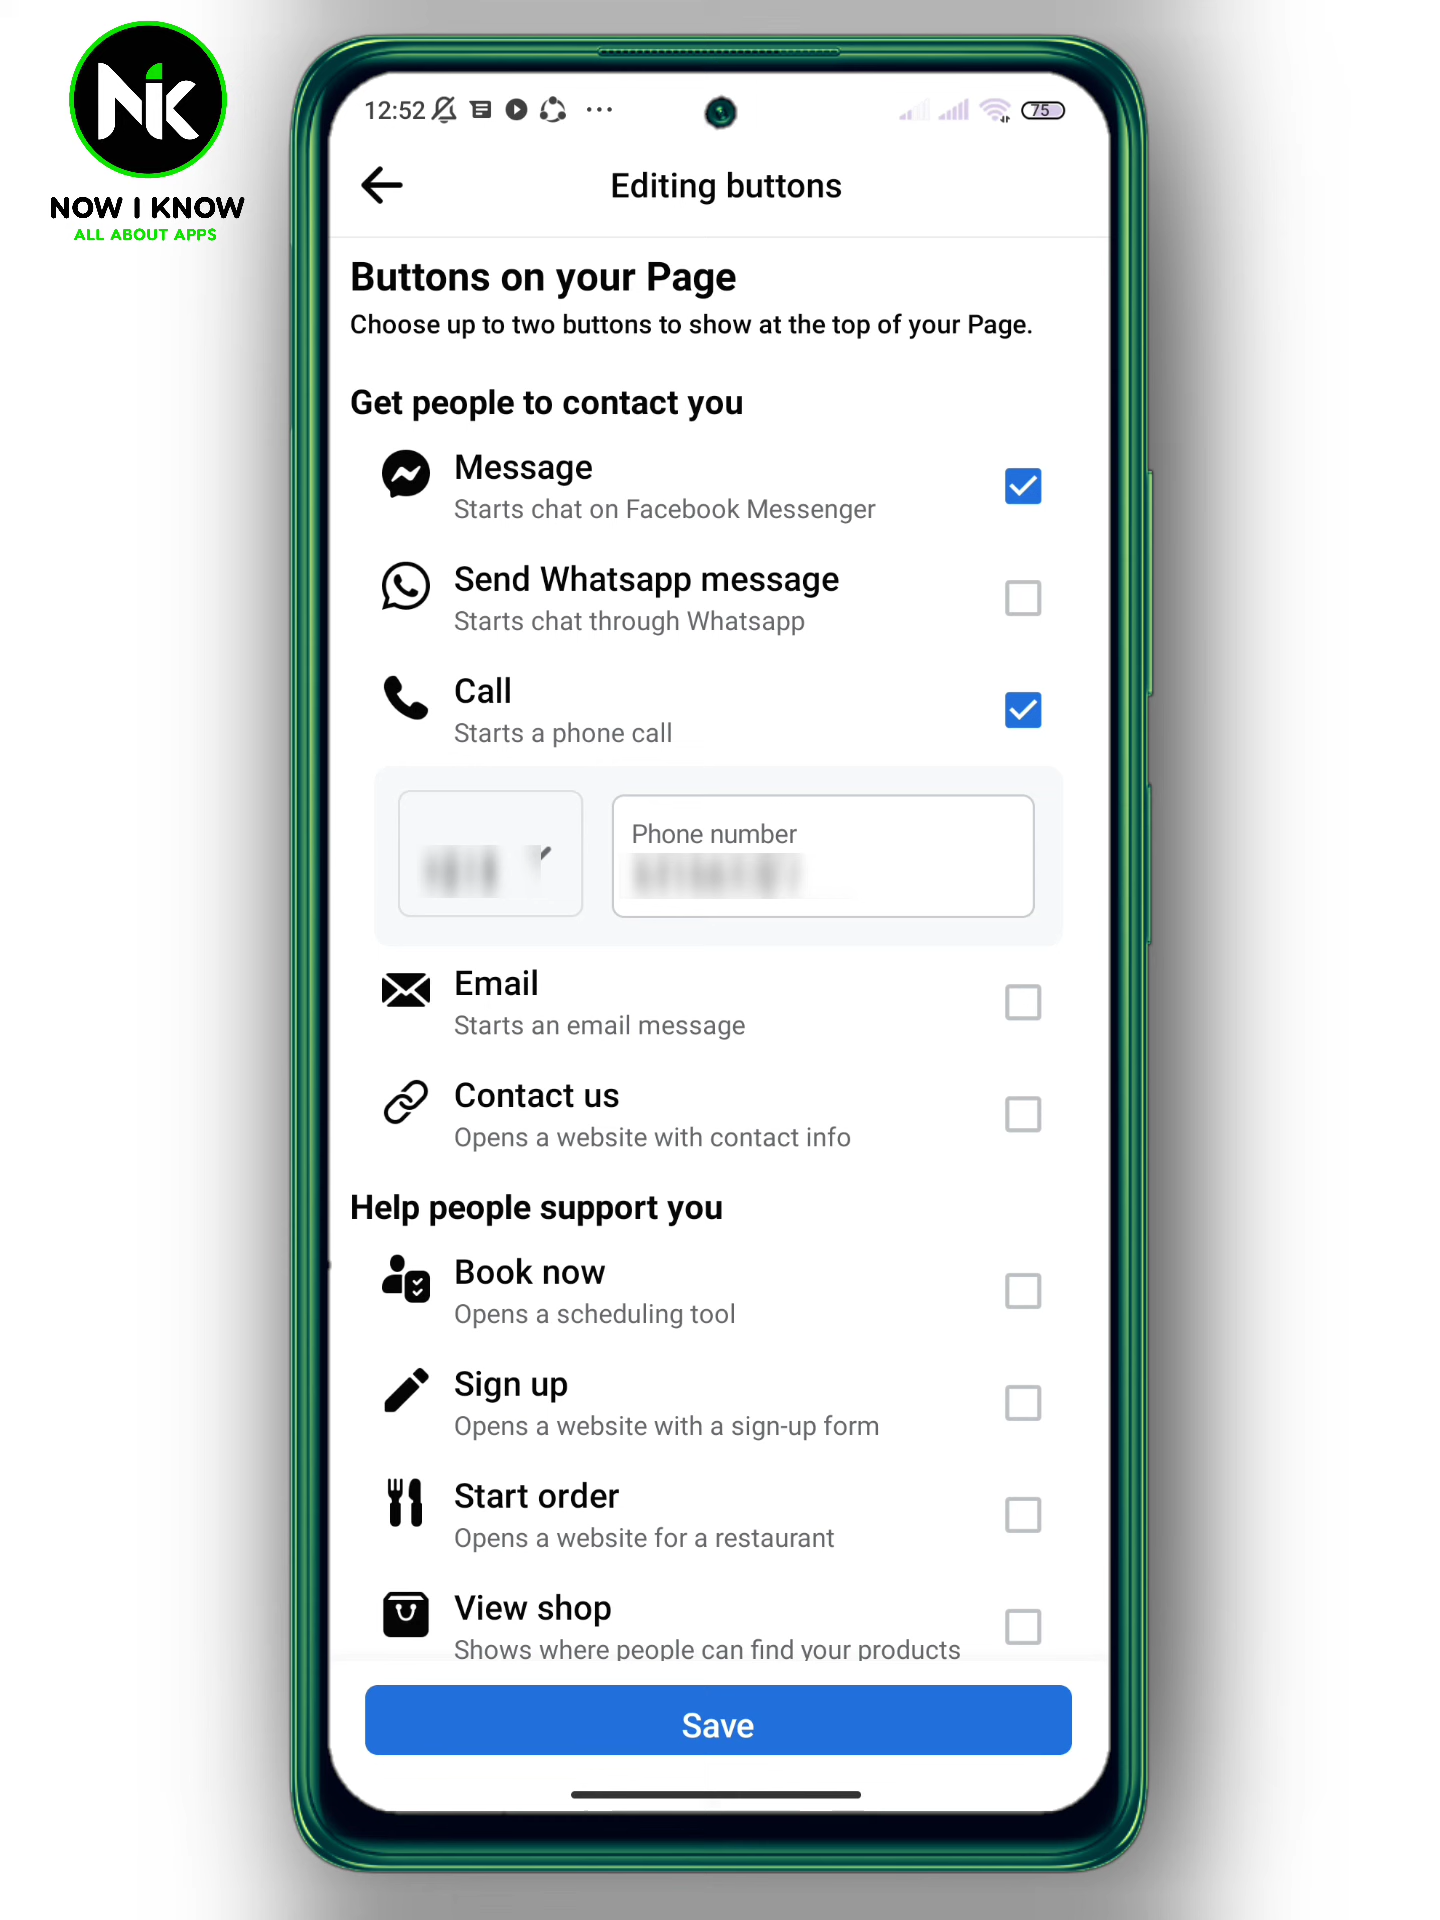 NiK
NOW I KNOW
ALL ABOUT APPS
12:52
75
Editing buttons
Buttons on your Page
Choose up to two buttons to show at the top of your Page.
Get people to contact you
Message
Starts chat on Facebook Messenger
Send Whatsapp message
Starts chat through Whatsapp
Call
Starts a phone call
Phone number
Email
Starts an email message
Contact us
Opens a website with contact info
Help people support you
Book now
Opens a scheduling tool
Sign up
Opens a website with a sign-up form
Start order
Opens a website for a restaurant
View shop
Shows where people can find your products
Save